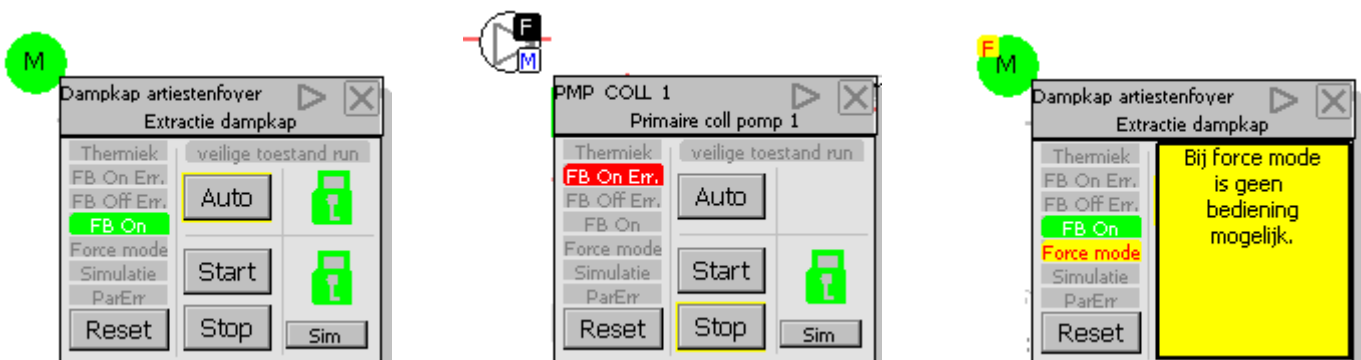 M
Dampkap artiestenfoyer
Extractie dampkap
Thermiek
veilige toestand run
FB On Err.
FB Off Err.
Auto
FB On
Force mode
Simulatie
Start
ParErr
Reset
Stop
Sim
F
M
PMP COLL 1
Primaire coll pomp 1
Thermiek
veilige toestand run
FB On Err.
FB Off Err.
Auto
FB On
Force mode
Simulatie
Start
ParErr
Reset
Stop
Sim
F
M
Dampkap artiestenfoyer
Extractie dampkap
Thermiek
FB On Err.
FB Off Err.
FB On
Force mode
Simulatie
ParErr
Reset
Bij force mode
is geen
bediening
mogelijk.